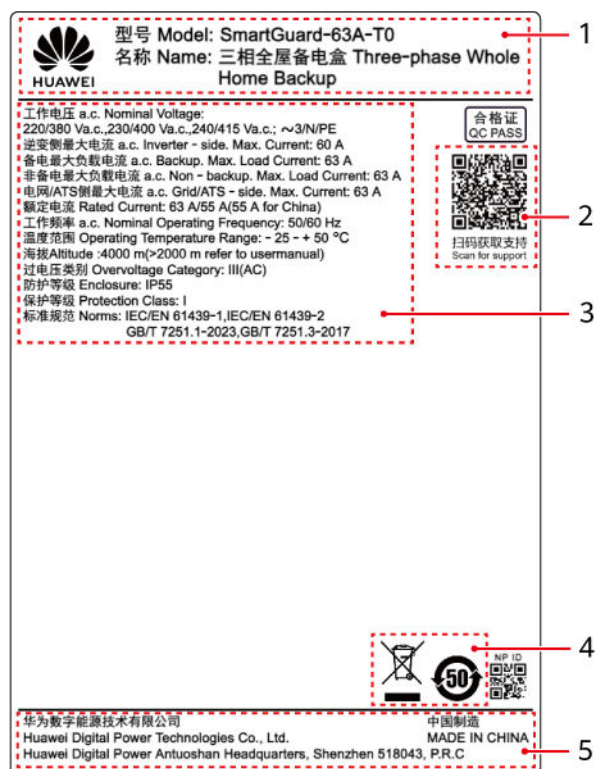 型号 Model: SmartGuard-63A-T0
名称 Name: 三相全屋备电盒 Three-phase Whole
Home Backup
HUAWEI
1
工作电压 a.c. Nominal Voltage:
220/380 Va.c.,230/400 Va.c.,240/415 Va.c.; ~3/N/PE
逆变侧最大电流 a.c. Inverter - side. Max. Current: 60 A
备电最大负载电流 a.c. Backup. Max. Load Current: 63 A
非备电最大负载电流 a.c. Non - backup. Max. Load Current: 63 A
电网/ATS侧最大电流 a.c. Grid/ATS - side. Max. Current: 63 A
额定电流 Rated Current: 63 A/55 A(55 A for China)
工作频率 a.c. Nominal Operating Frequency: 50/60 Hz
温度范围 Operating Temperature Range: - 25 - + 50 °C
海拔Altitude :4000 m(>2000 m refer to usermanual)
过电压类别 Overvoltage Category: III(AC)
防护等级 Enclosure: IP55
保护等级 Protection Class: I
标准规范 Norms: IEC/EN 61439-1,IEC/EN 61439-2
GB/T 7251.1-2023,GB/T 7251.3-2017
合格证
QC PASS
2
扫码获取支持
Scan for support
3
4
50
NP ID
华为数字能源技术有限公司
中国制造
Huawei Digital Power Technologies Co., Ltd.
MADE IN CHINA
Huawei Digital Power Antuoshan Headquarters, Shenzhen 518043, P.R.C
5